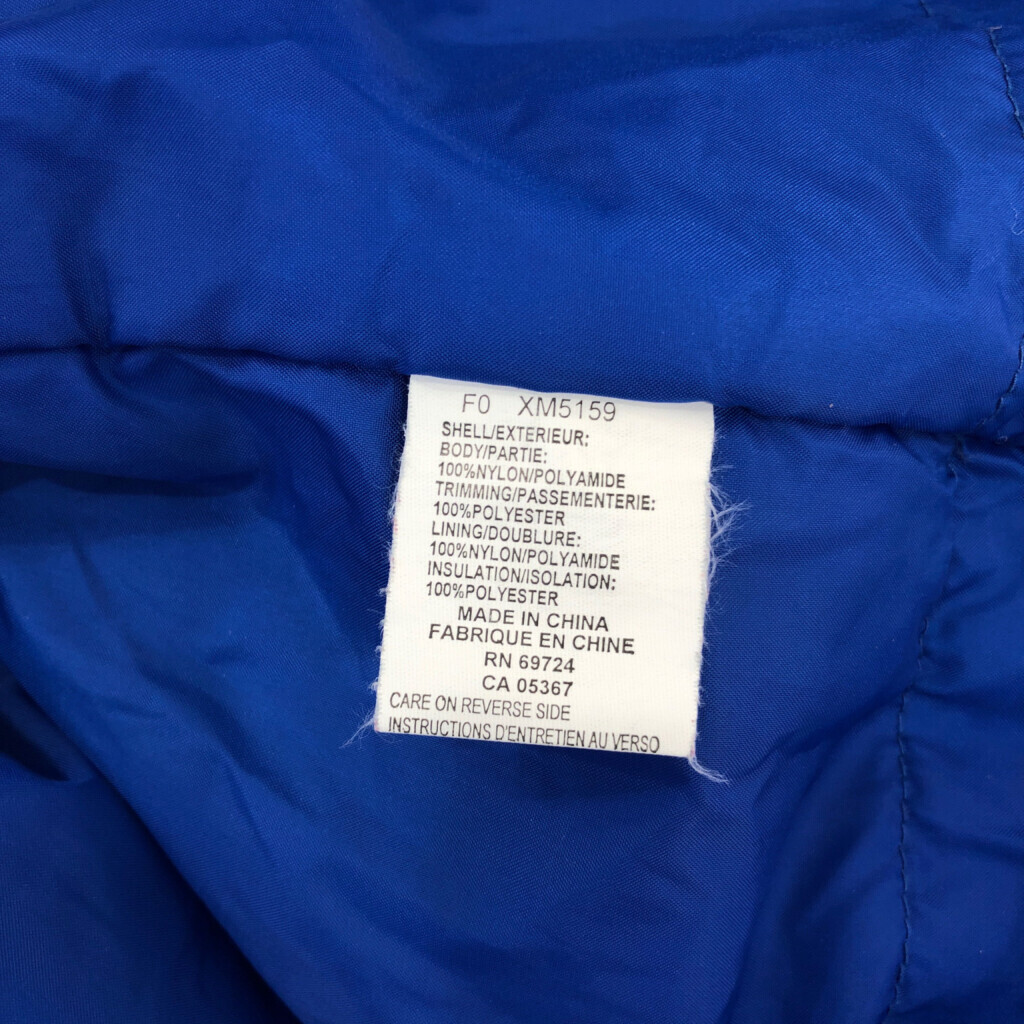 F0 XM5159
SHELL/EXTERIEUR:
BODY/PARTIE:
100%NYLON/POLYAMIDE
TRIMMING/PASSEMENTERIE:
100%POLYESTER
LINING/DOUBLURE:
100%NYLON/POLYAMIDE
INSULATION/ISOLATION:
100%POLYESTER
MADE IN CHINA
FABRIQUE EN CHINE
RN 69724
CA 05367
CARE ON REVERSE SIDE
INSTRUCTIONS D'ENTRETIEN AU VERSO